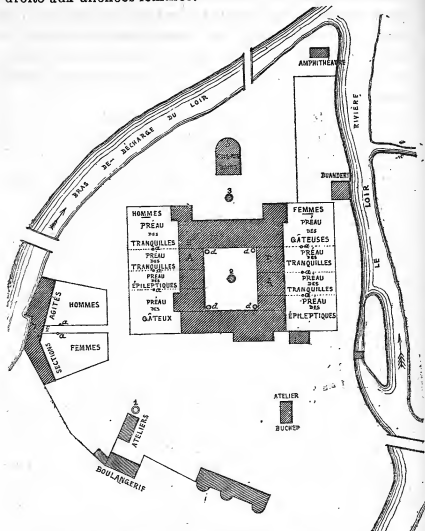 droits aux aliénées femmes.
AMPHITHÉATRE
BRAS DE DÉCHARGE DU LOIR
RIVIÈRE
LE LOIR
BUANDERIE
3
HOMMES
PRÉAU
DES
TRANQUILLES
PRÉAU
DES
TRANQUILLES
PRÉAU
DES
ÉPILEPTIQUES
PRÉAU
DES
GÂTEUX
FEMMES
PRÉAU
DES
GÂTEUSES
PRÉAU
DES
TRANQUILLES
PRÉAU
DES
TRANQUILLES
PRÉAU
DES
ÉPILEPTIQUES
d
d
d
d
2
A
SECTIONS
AGITÉS
HOMMES
d
d
FEMMES
1
ATELIERS
BOULANGERIE
ATELIER
BUCHER